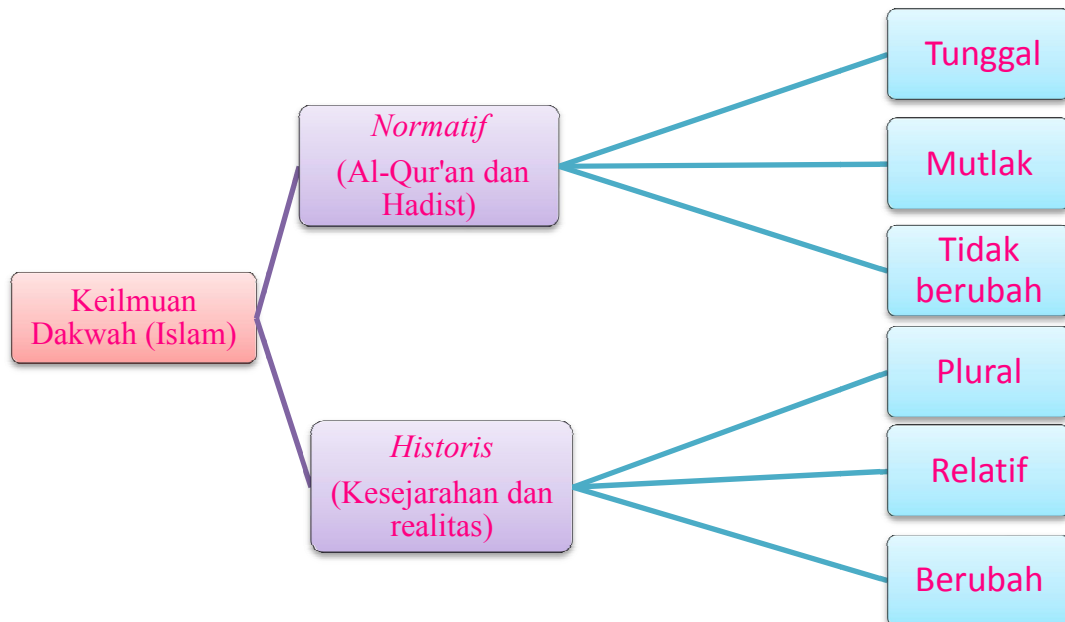 Keilmuan
Dakwah (Islam)
Normatif
(Al-Qur'an dan
Hadist)
Tunggal
Mutlak
Tidak
berubah
Historis
(Kesejarahan dan
realitas)
Plural
Relatif
Berubah